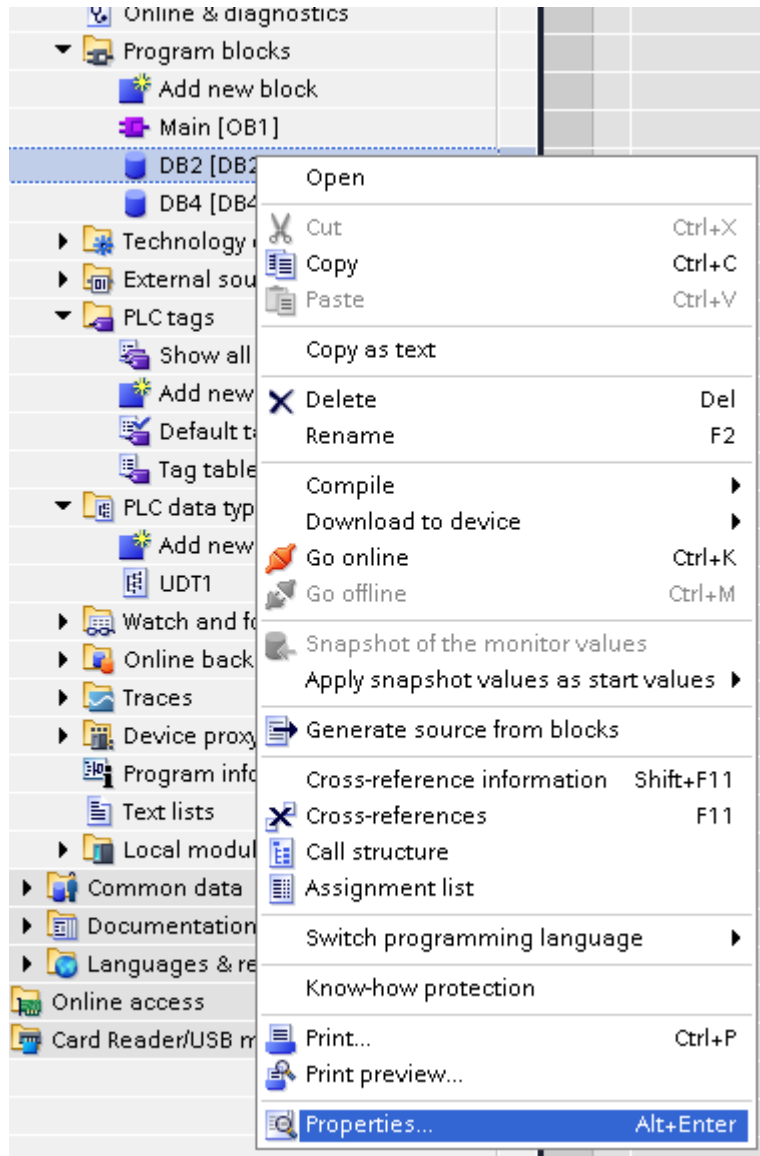 Online & diagnostics
Program blocks
Add new block
Main [OB1]
DB2 [DB2
DB4 [DB4
Technology
External sou
PLC tags
Show all
Add new
Default ta
Tag table
PLC data typ
Add new
UDT1
Watch and fo
Online back
Traces
Device proxy
Program info
Text lists
Local modul
Common data
Documentation
Languages & re
Online access
Card Reader/USB m
Open
Cut Ctrl+X
Copy Ctrl+C
Paste Ctrl+V
Copy as text
Delete Del
Rename F2
Compile
Download to device
Go online Ctrl+K
Go offline Ctrl+M
Snapshot of the monitor values
Apply snapshot values as start values
Generate source from blocks
Cross-reference information Shift+F11
Cross-references F11
Call structure
Assignment list
Switch programming language
Know-how protection
Print... Ctrl+P
Print preview...
Properties... Alt+Enter